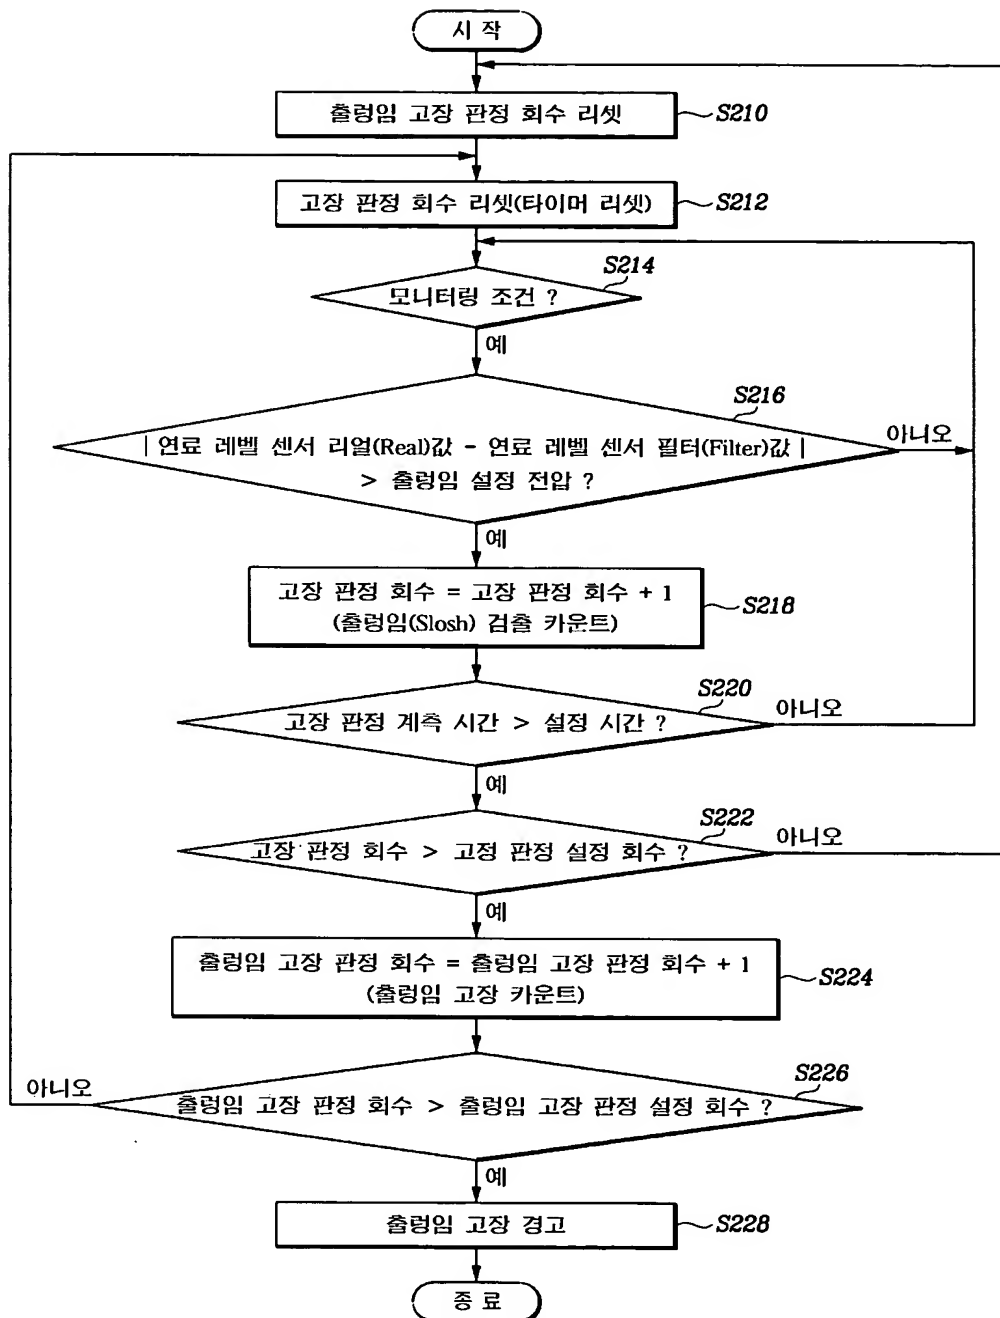 시 작
출렁임 고장 판정 회수 리셋
S210
고장 판정 회수 리셋(타이머 리셋)
S212
S214
모니터링 조건 ?
예
S216
| 연료 레벨 센서 리얼(Real)값 - 연료 레벨 센서 필터(Filter)값 |
> 출렁임 설정 전압 ?
아니오
예
고장 판정 회수 = 고장 판정 회수 + 1
(출렁임(Slosh) 검출 카운트)
S218
S220
고장 판정 계측 시간 > 설정 시간 ?
아니오
예
S222
고장 판정 회수 > 고정 판정 설정 회수 ?
아니오
예
출렁임 고장 판정 회수 = 출렁임 고장 판정 회수 + 1
(출렁임 고장 카운트)
S224
S226
아니오
출렁임 고장 판정 회수 > 출렁임 고장 판정 설정 회수 ?
예
출렁임 고장 경고
S228
종 료